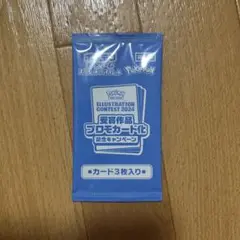 Pokémon
ILLUSTRATION
CONTEST 2024
受賞作品
プロモカード化
記念キャンペーン
★カード3枚入り★